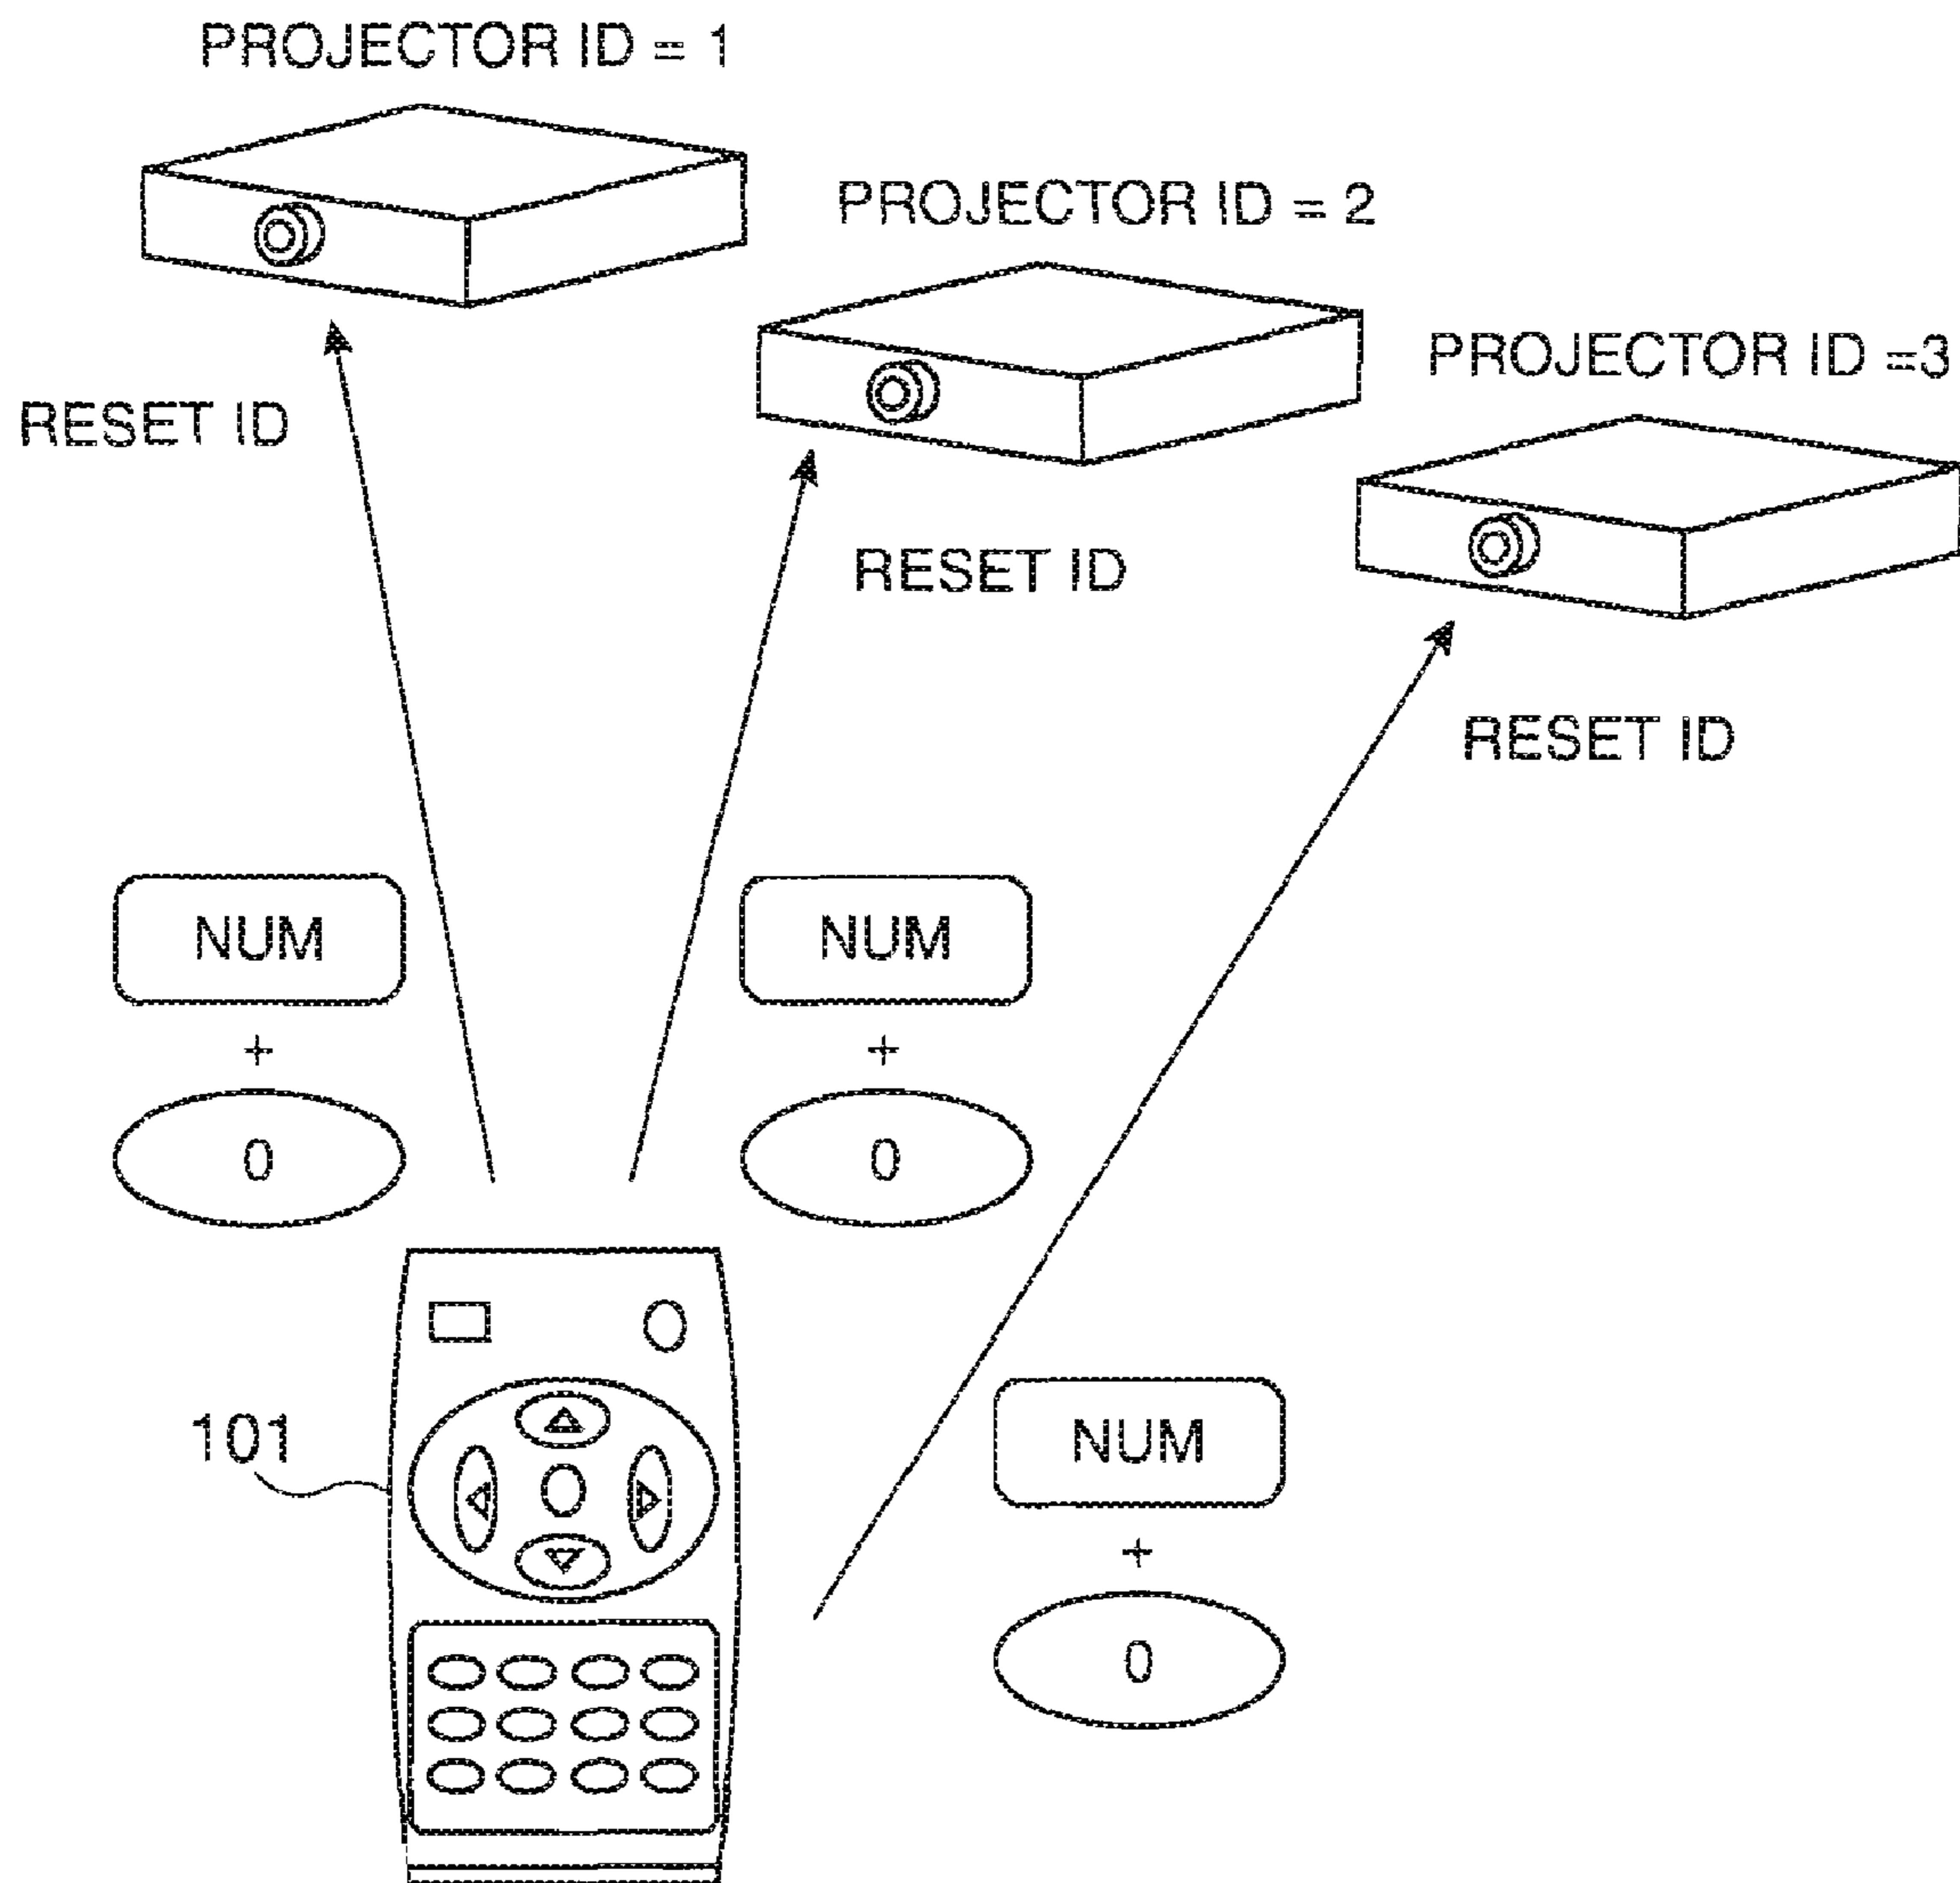 PROJECTOR ID = 1
PROJECTOR ID = 2
PROJECTOR ID =3
RESET ID
RESET ID
RESET ID
NUM
+
0
NUM
+
0
101
NUM
+
0